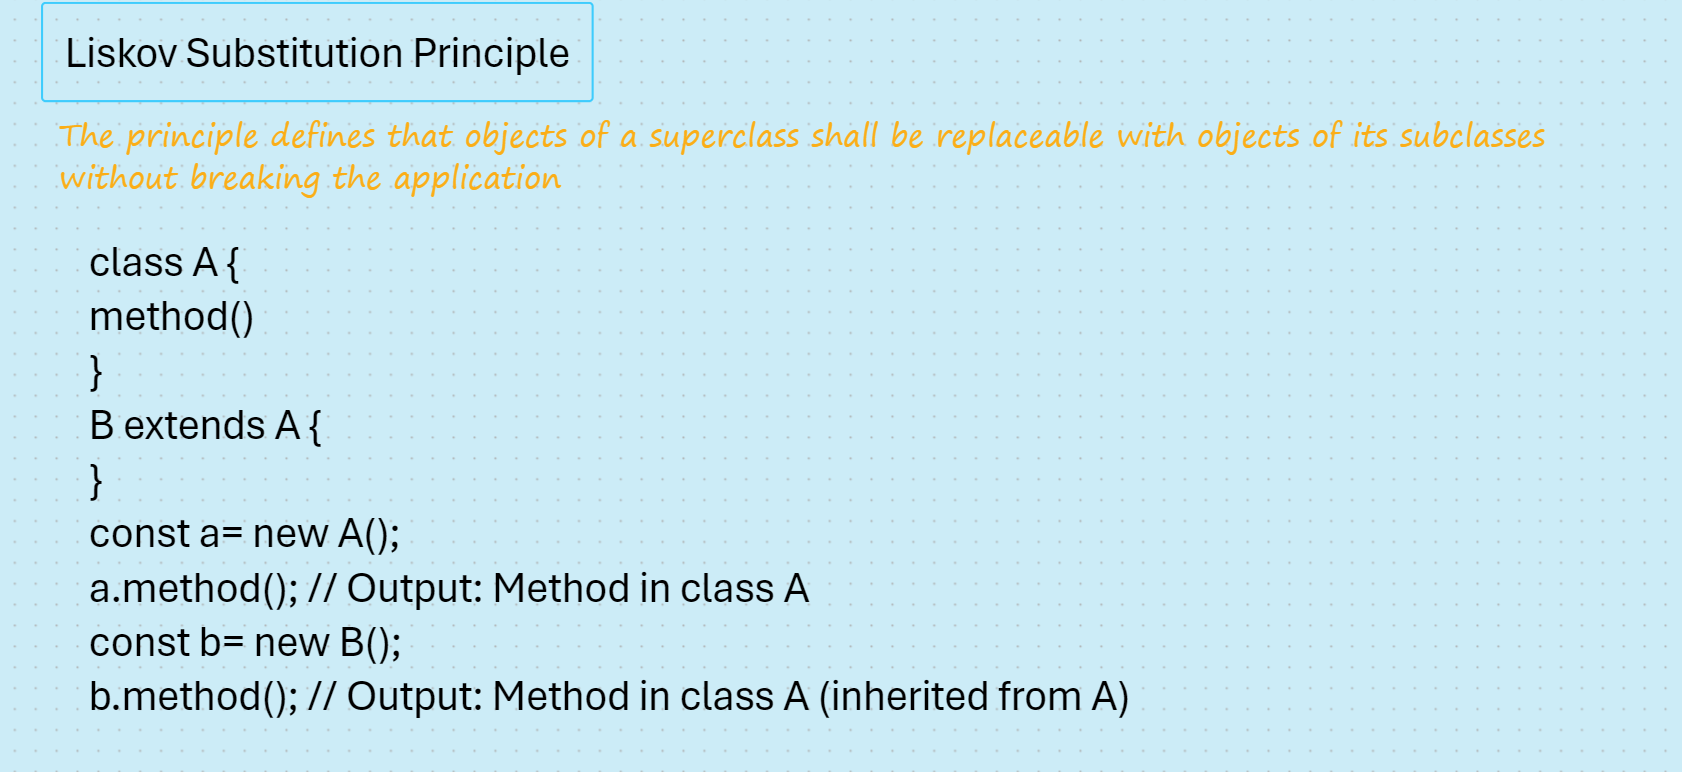 Liskov Substitution Principle
The principle defines that objects of a superclass shall be replaceable with objects of its subclasses
without breaking the application
class A {
method()
}
B extends A {
}
const a= new A();
a.method(); // Output: Method in class A
const b= new B();
b.method(); // Output: Method in class A (inherited from A)